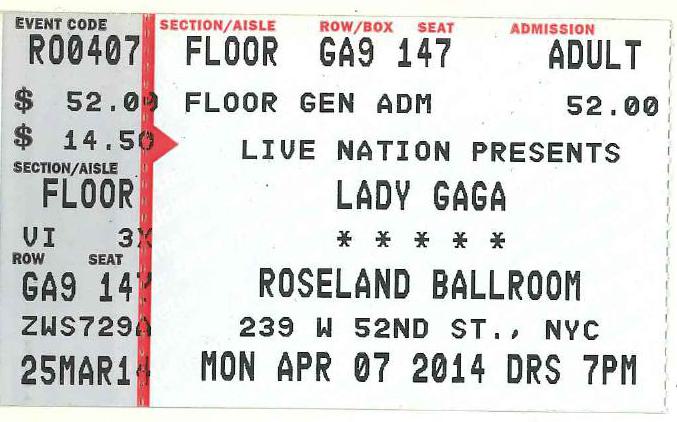 EVENT CODE
RO0407
$ 52.00
$ 14.50
SECTION/AISLE
FLOOR
VI 3X
ROW SEAT
GA9 147
ZWS729A
25MAR14
SECTION/AISLE ROW/BOX SEAT ADMISSION
FLOOR GA9 147 ADULT
FLOOR GEN ADM 52.00
LIVE NATION PRESENTS
LADY GAGA
* * * * *
ROSELAND BALLROOM
239 W 52ND ST., NYC
MON APR 07 2014 DRS 7PM